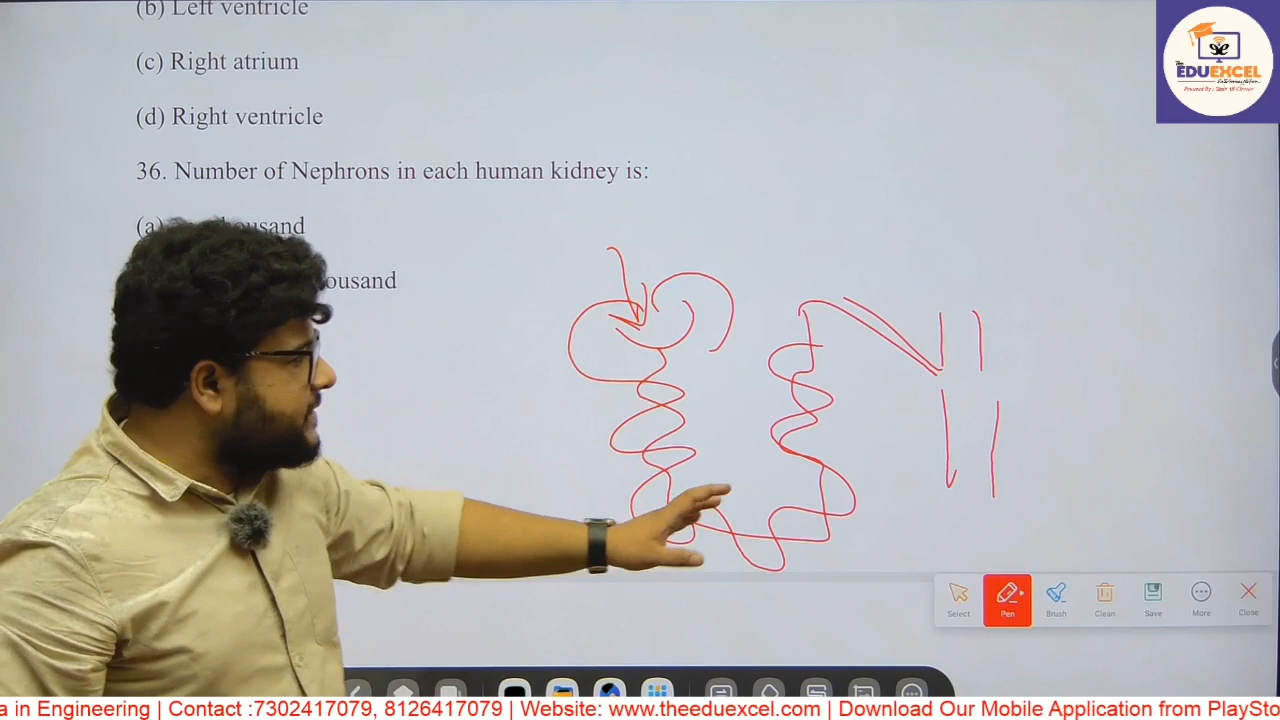 (b) Left ventricle
(c) Right atrium
(d) Right ventricle
36. Number of Nephrons in each human kidney is:
(a) thousand
ousand
The
EDUEXCEL
Select
Pen
Brush
Clean
Save
More
Close
a in Engineering | Contact :7302417079, 8126417079 | Website: www.theeduexcel.com | Download Our Mobile Application from PlaySto